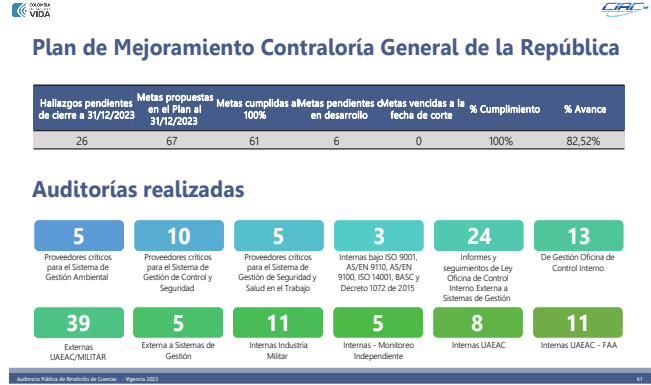 COLOMBIA
VIDA
CIAC
Plan de Mejoramiento Contraloría General de la República
Hallazgos pendientes de cierre a 31/12/2023
Metas propuestas en el Plan al 31/12/2023
Metas cumplidas al 100%
Metas pendientes
en desarrollo
Metas vencidas a la fecha de corte
% Cumplimiento
% Avance
26 67 61 6 0 100% 82,52%
Auditorías realizadas
5 10 5 3 24 13
Proveedores críticos
para el Sistema de
Gestión Ambiental
Proveedores críticos
para el Sistema de
Gestión de Control y
Seguridad
Proveedores críticos
para el Sistema de
Gestión de Seguridad y
Salud en el Trabajo
Internas bajo ISO 9001,
AS/EN 9110, AS/EN
9100, ISO 14001, BASC y
Decreto 1072 de 2015
Informes y
seguimientos de Ley
Oficina de Control
Interno Externa a
Sistemas de Gestión
De Gestión Oficina de
Control Interno
39 5 11 5 8 11
Externas
UAEAC/MILITAR
Externa a Sistemas de
Gestión
Internas Industria
Militar
Internas - Monitoreo
Independiente
Internas UAEAC
Internas UAEAC - FAA
Audiencia Pública de Rendición de Cuentas - Vigencia 2023
61